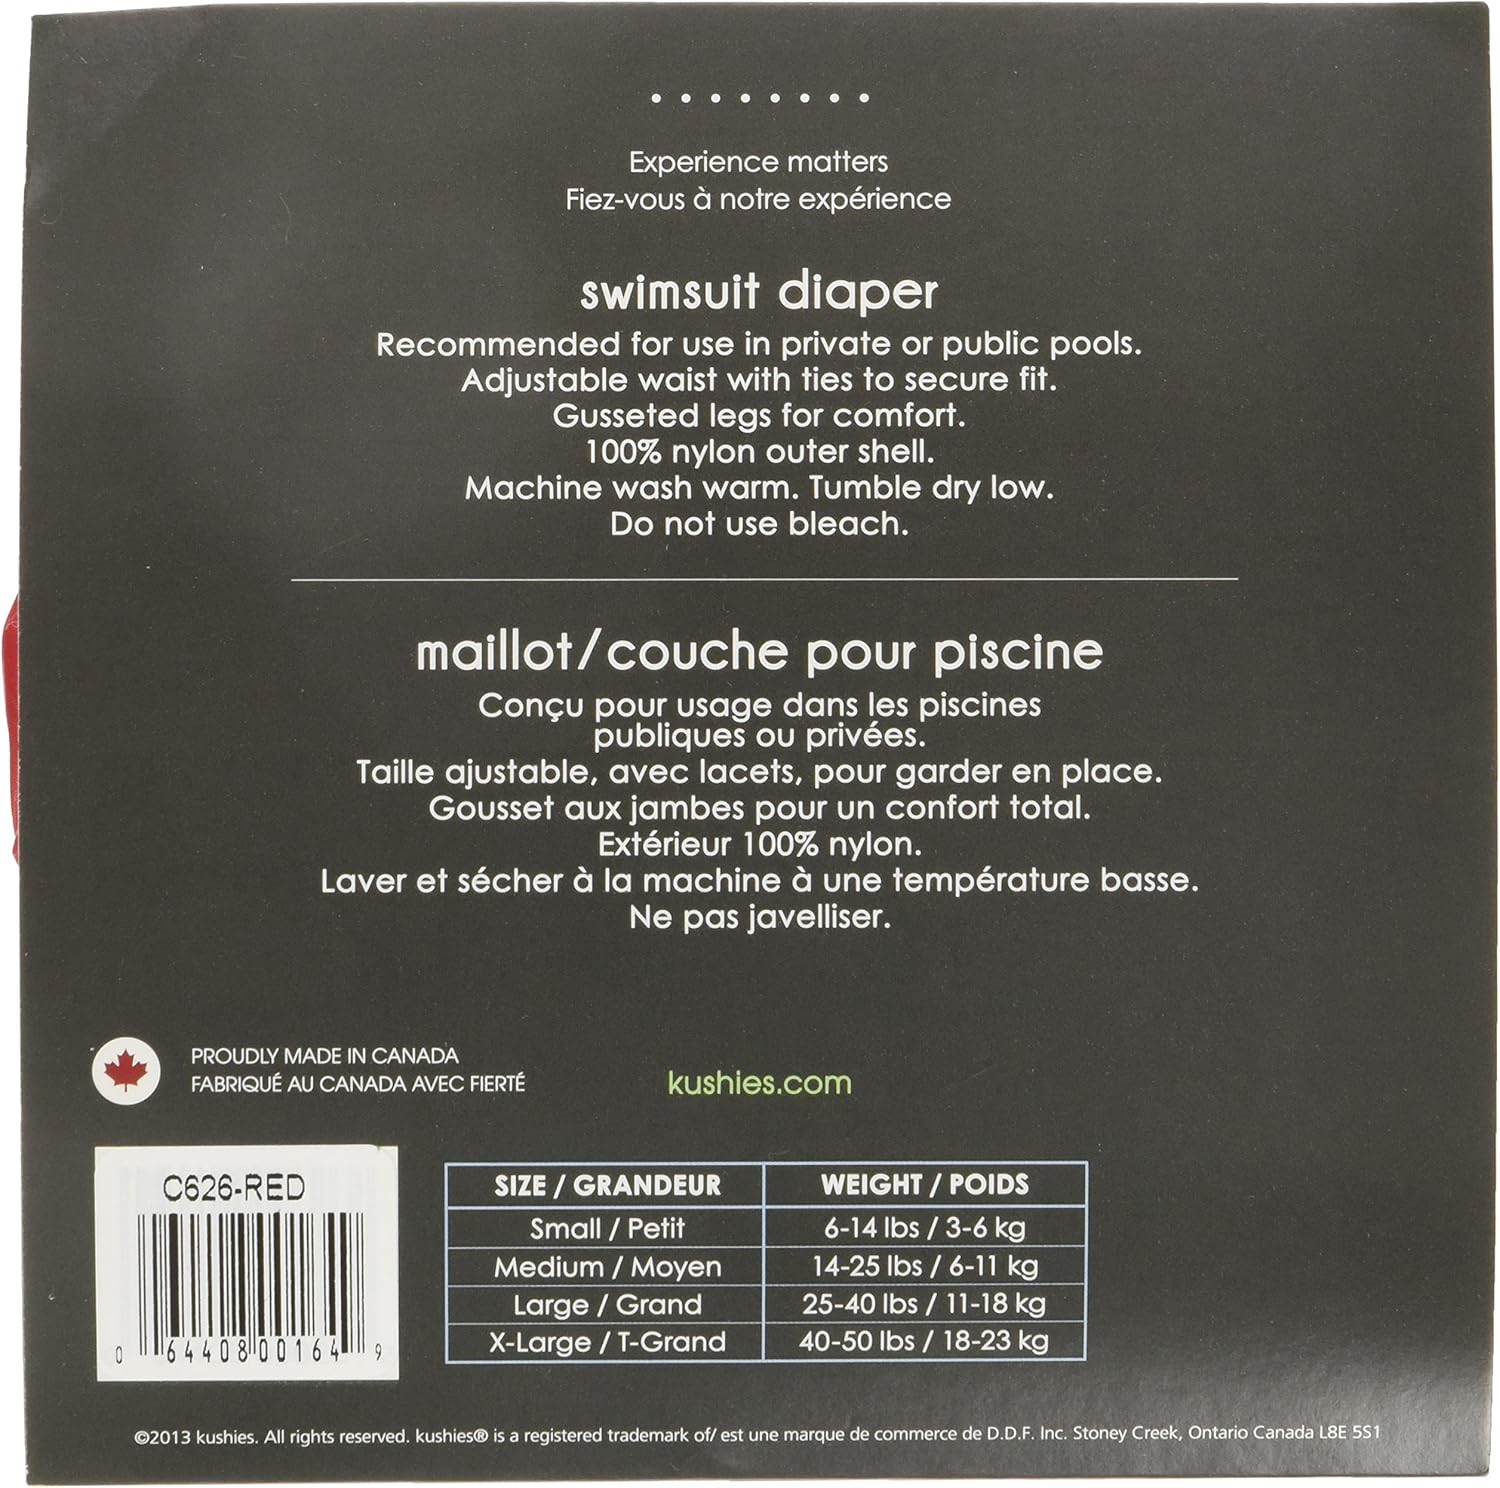 Experience matters
Fiez-vous à notre expérience
swimsuit diaper
Recommended for use in private or public pools.
Adjustable waist with ties to secure fit.
Gusseted legs for comfort.
100% nylon outer shell.
Machine wash warm. Tumble dry low.
Do not use bleach.
maillot/couche pour piscine
Conçu pour usage dans les piscines
publiques ou privées.
Taille ajustable, avec lacets, pour garder en place.
Gousset aux jambes pour un confort total.
Extérieur 100% nylon.
Laver et sécher à la machine à une température basse.
Ne pas javelliser.
PROUDLY MADE IN CANADA
FABRIQUÉ AU CANADA AVEC FIERTÉ
kushies.com
C626-RED
0 64408 00164 9
SIZE / GRANDEUR WEIGHT / POIDS
Small / Petit 6-14 lbs / 3-6 kg
Medium / Moyen 14-25 lbs / 6-11 kg
Large / Grand 25-40 lbs / 11-18 kg
X-Large / T-Grand 40-50 lbs / 18-23 kg
©2013 kushies. All rights reserved. kushies® is a registered trademark of/ est une marque de commerce de D.D.F. Inc. Stoney Creek, Ontario Canada L8E 5S1